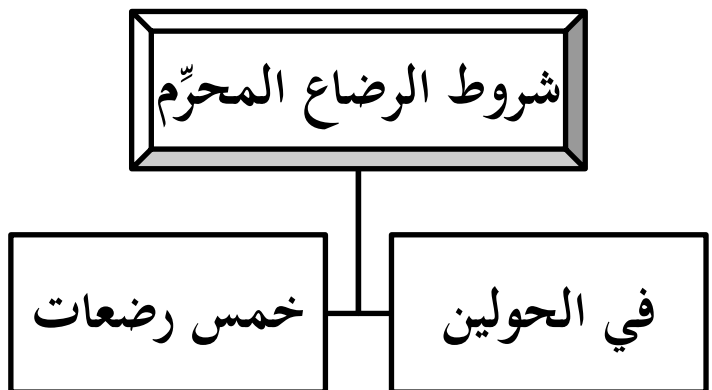 شروط الرضاع المحرِّم
في الحولين
خمس رضعات